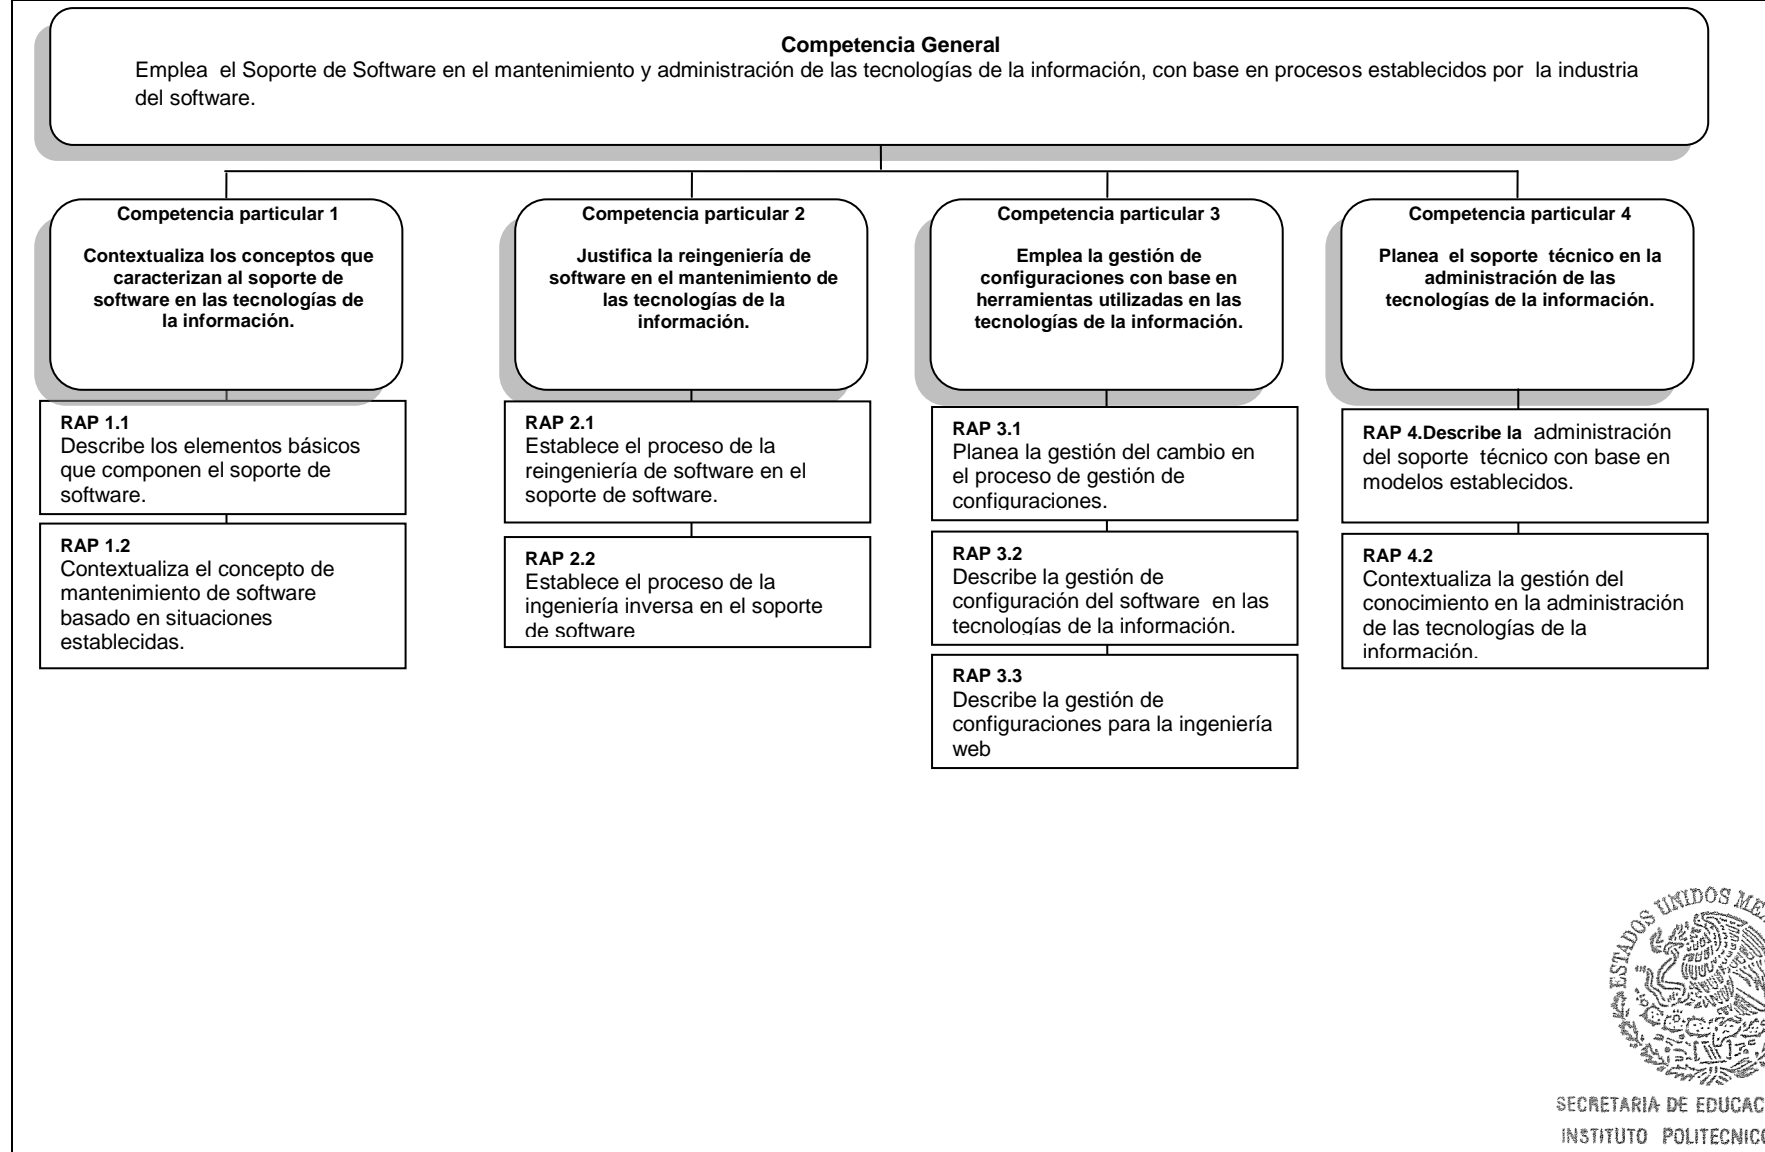 Competencia General
Emplea el Soporte de Software en el mantenimiento y administración de las tecnologías de la información, con base en procesos establecidos por la industria
del software.
Competencia particular 1
Contextualiza los conceptos que
caracterizan al soporte de
software en las tecnologías de
la información.
Competencia particular 2
Justifica la reingeniería de
software en el mantenimiento de
las tecnologías de la
información.
Competencia particular 3
Emplea la gestión de
configuraciones con base en
herramientas utilizadas en las
tecnologías de la información.
Competencia particular 4
Planea el soporte técnico en la
administración de las
tecnologías de la información.
RAP 1.1
Describe los elementos básicos
que componen el soporte de
software.
RAP 1.2
Contextualiza el concepto de
mantenimiento de software
basado en situaciones
establecidas.
RAP 2.1
Establece el proceso de la
reingeniería de software en el
soporte de software.
RAP 2.2
Establece el proceso de la
ingeniería inversa en el soporte
de software
RAP 3.1
Planea la gestión del cambio en
el proceso de gestión de
configuraciones.
RAP 3.2
Describe la gestión de
configuración del software en las
tecnologías de la información.
RAP 3.3
Describe la gestión de
configuraciones para la ingeniería
web
RAP 4.Describe la administración
del soporte técnico con base en
modelos establecidos.
RAP 4.2
Contextualiza la gestión del
conocimiento en la administración
de las tecnologías de la
información.
ESTADOS UNIDOS
SECRETARIA DE
INSTITUTO